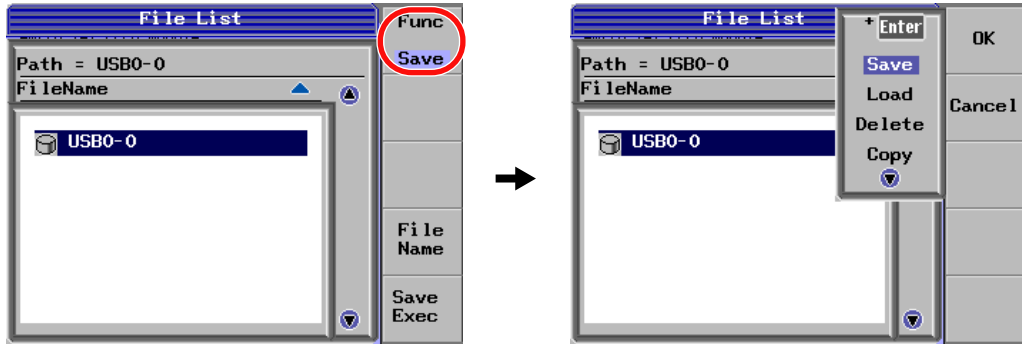 File List
Path = USB0-0
FileName
USB0-0
Func
Save
File
Name
Save
Exec
File List
Path = USB0-0
FileName
USB0-0
+Enter
Save
Load
Delete
Copy
OK
Cancel